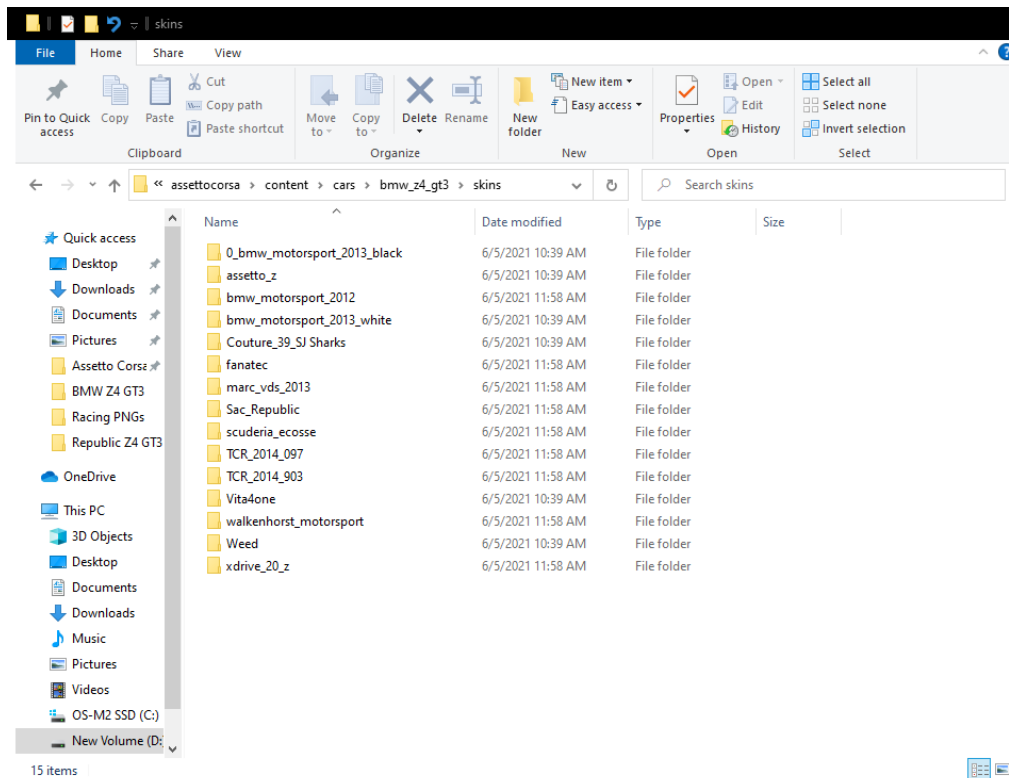 skins
File Home Share View
Pin to Quick access
Copy
Paste
Cut
Copy path
Paste shortcut
Clipboard
Move to
Copy to
Delete
Rename
Organize
New folder
New item
Easy access
New
Properties
Open
Edit
History
Open
Select all
Select none
Invert selection
Select
« assettocorsa > content > cars > bmw_z4_gt3 > skins
Search skins
Quick access
Desktop
Downloads
Documents
Pictures
Assetto Corsa
BMW Z4 GT3
Racing PNGs
Republic Z4 GT3
OneDrive
This PC
3D Objects
Desktop
Documents
Downloads
Music
Pictures
Videos
OS-M2 SSD (C:)
New Volume (D:
Name Date modified Type Size
0_bmw_motorsport_2013_black 6/5/2021 10:39 AM File folder
assetto_z 6/5/2021 10:39 AM File folder
bmw_motorsport_2012 6/5/2021 11:58 AM File folder
bmw_motorsport_2013_white 6/5/2021 10:39 AM File folder
Couture_39_SJ Sharks 6/5/2021 10:39 AM File folder
fanatec 6/5/2021 11:58 AM File folder
marc_vds_2013 6/5/2021 11:58 AM File folder
Sac_Republic 6/5/2021 11:58 AM File folder
scuderia_ecosse 6/5/2021 11:58 AM File folder
TCR_2014_097 6/5/2021 11:58 AM File folder
TCR_2014_903 6/5/2021 11:58 AM File folder
Vita4one 6/5/2021 10:39 AM File folder
walkenhorst_motorsport 6/5/2021 11:58 AM File folder
Weed 6/5/2021 10:39 AM File folder
xdrive_20_z 6/5/2021 11:58 AM File folder
15 items